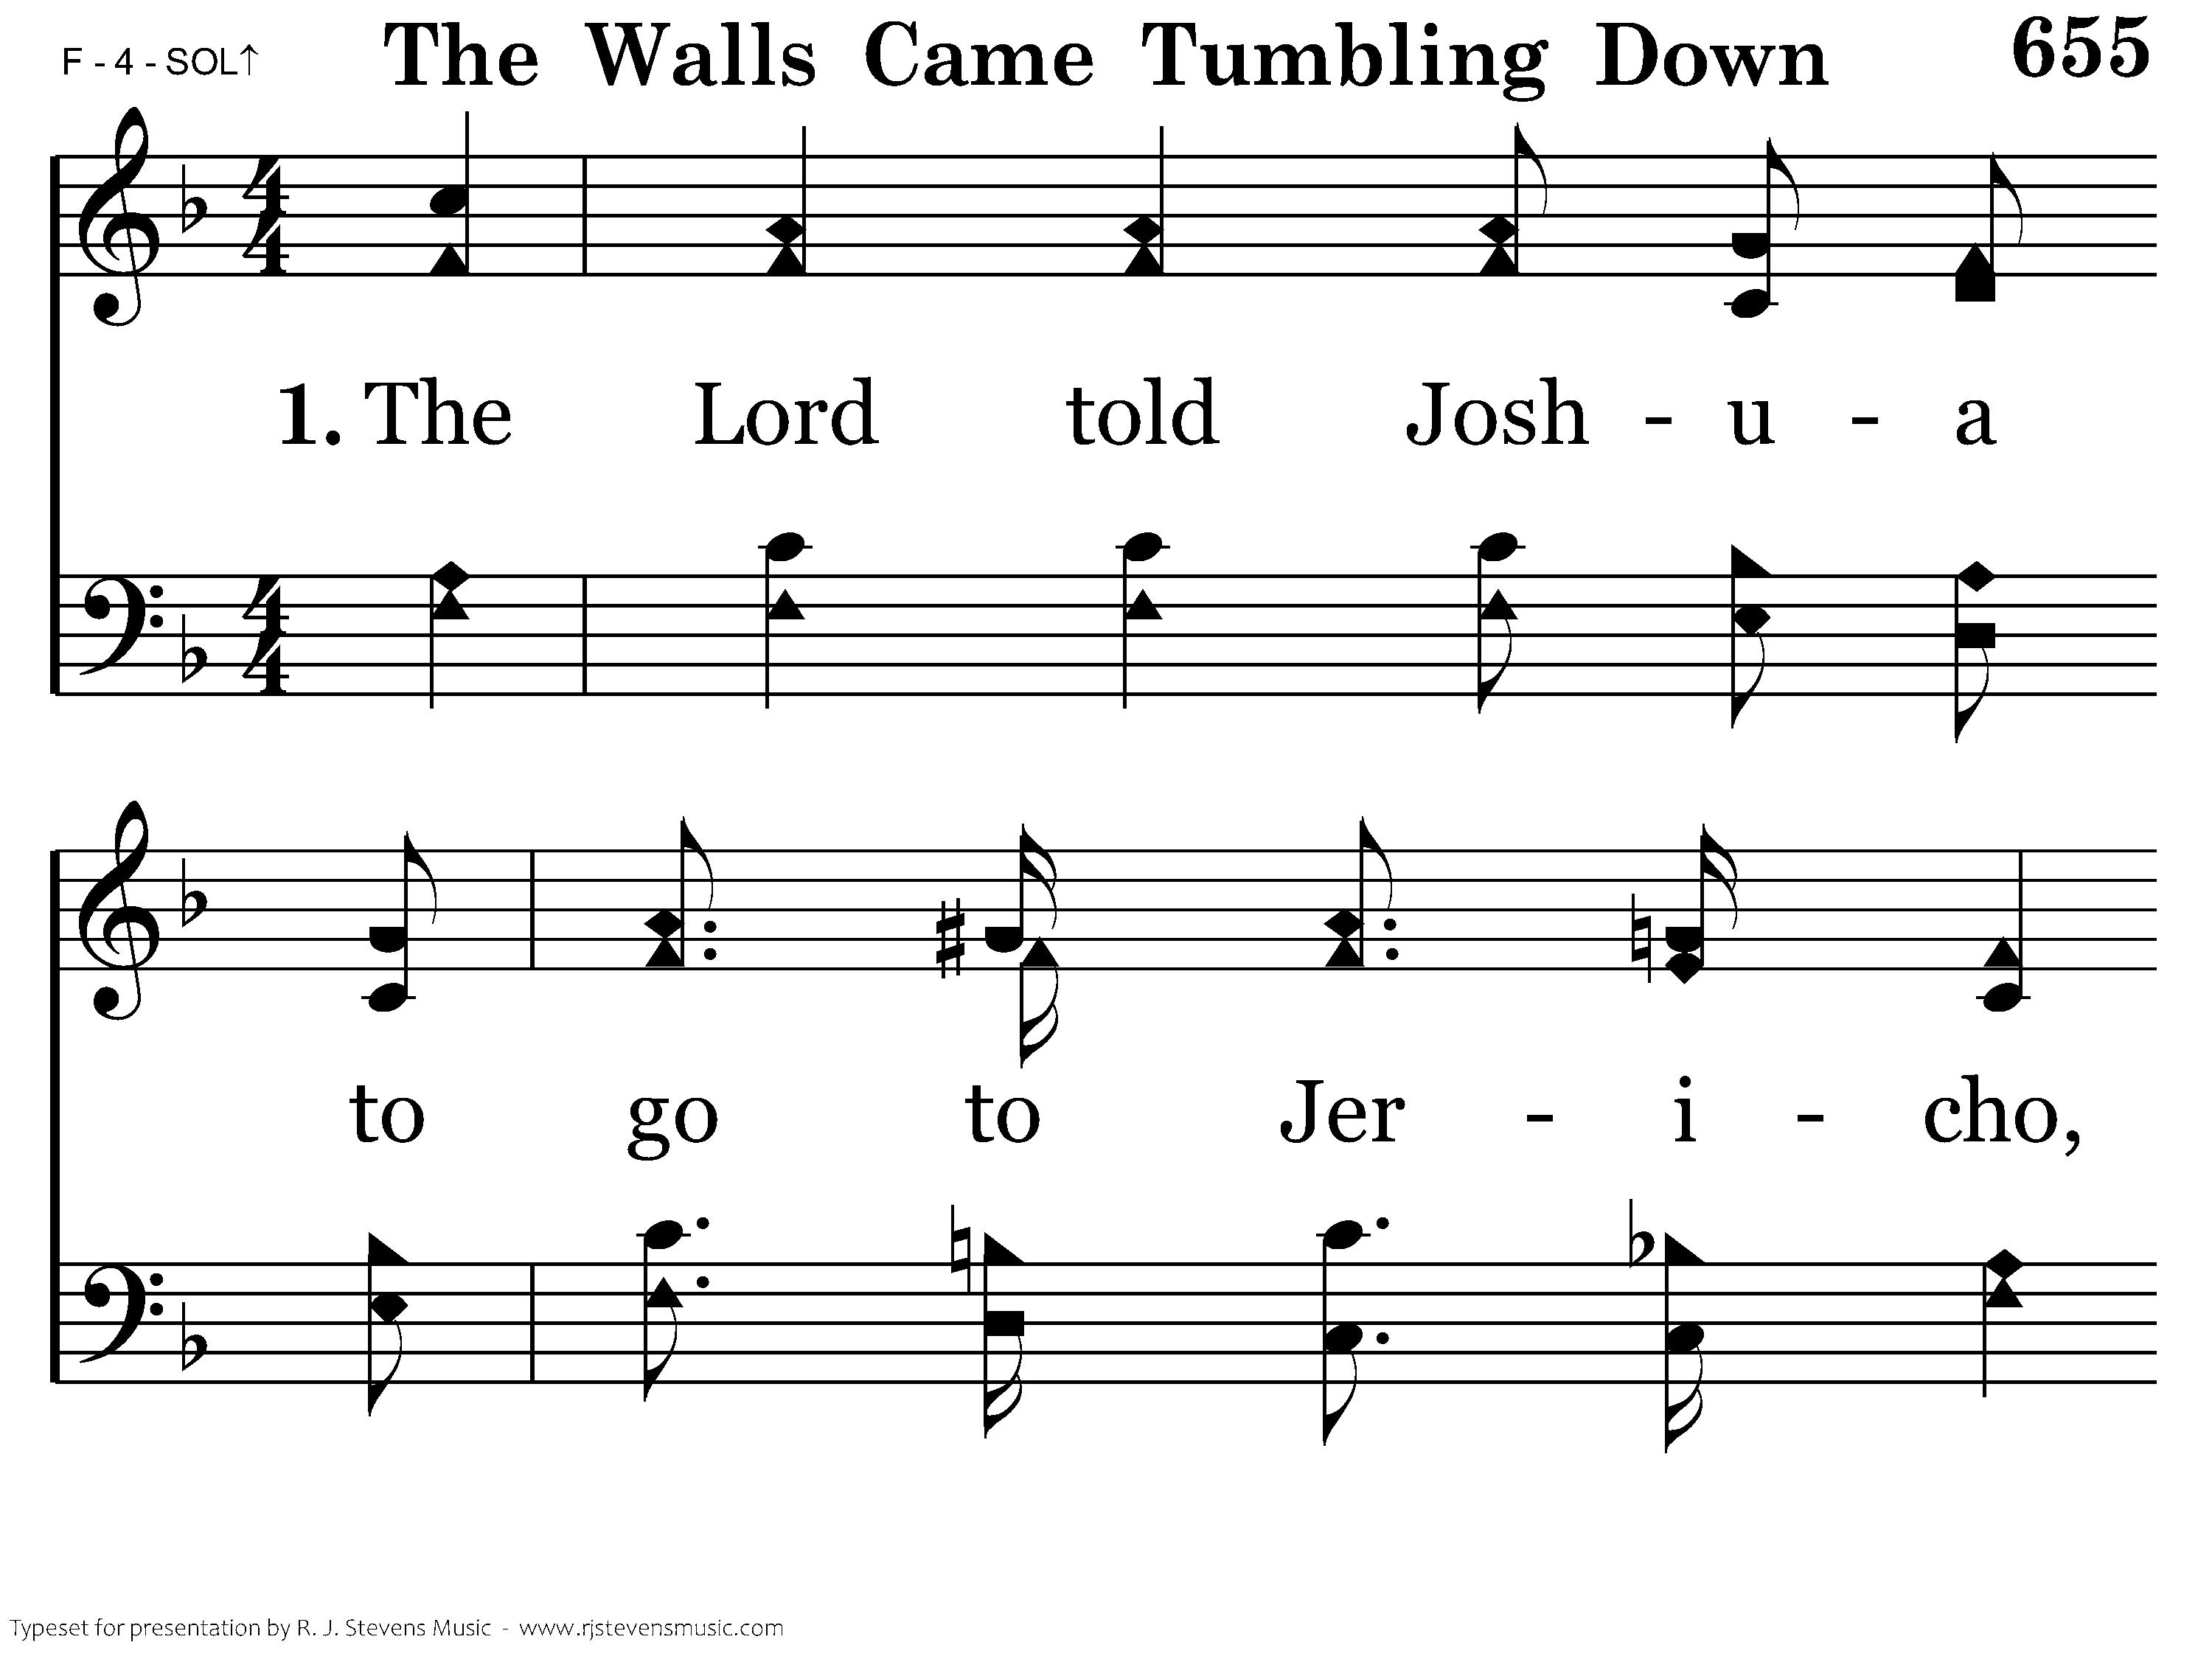 F - 4 - SOL↑ The Walls Came Tumbling Down 655
1. The Lord told Josh - u - a
to go to Jer - i - cho,
Typeset for presentation by R. J. Stevens Music - www.rjstevensmusic.com